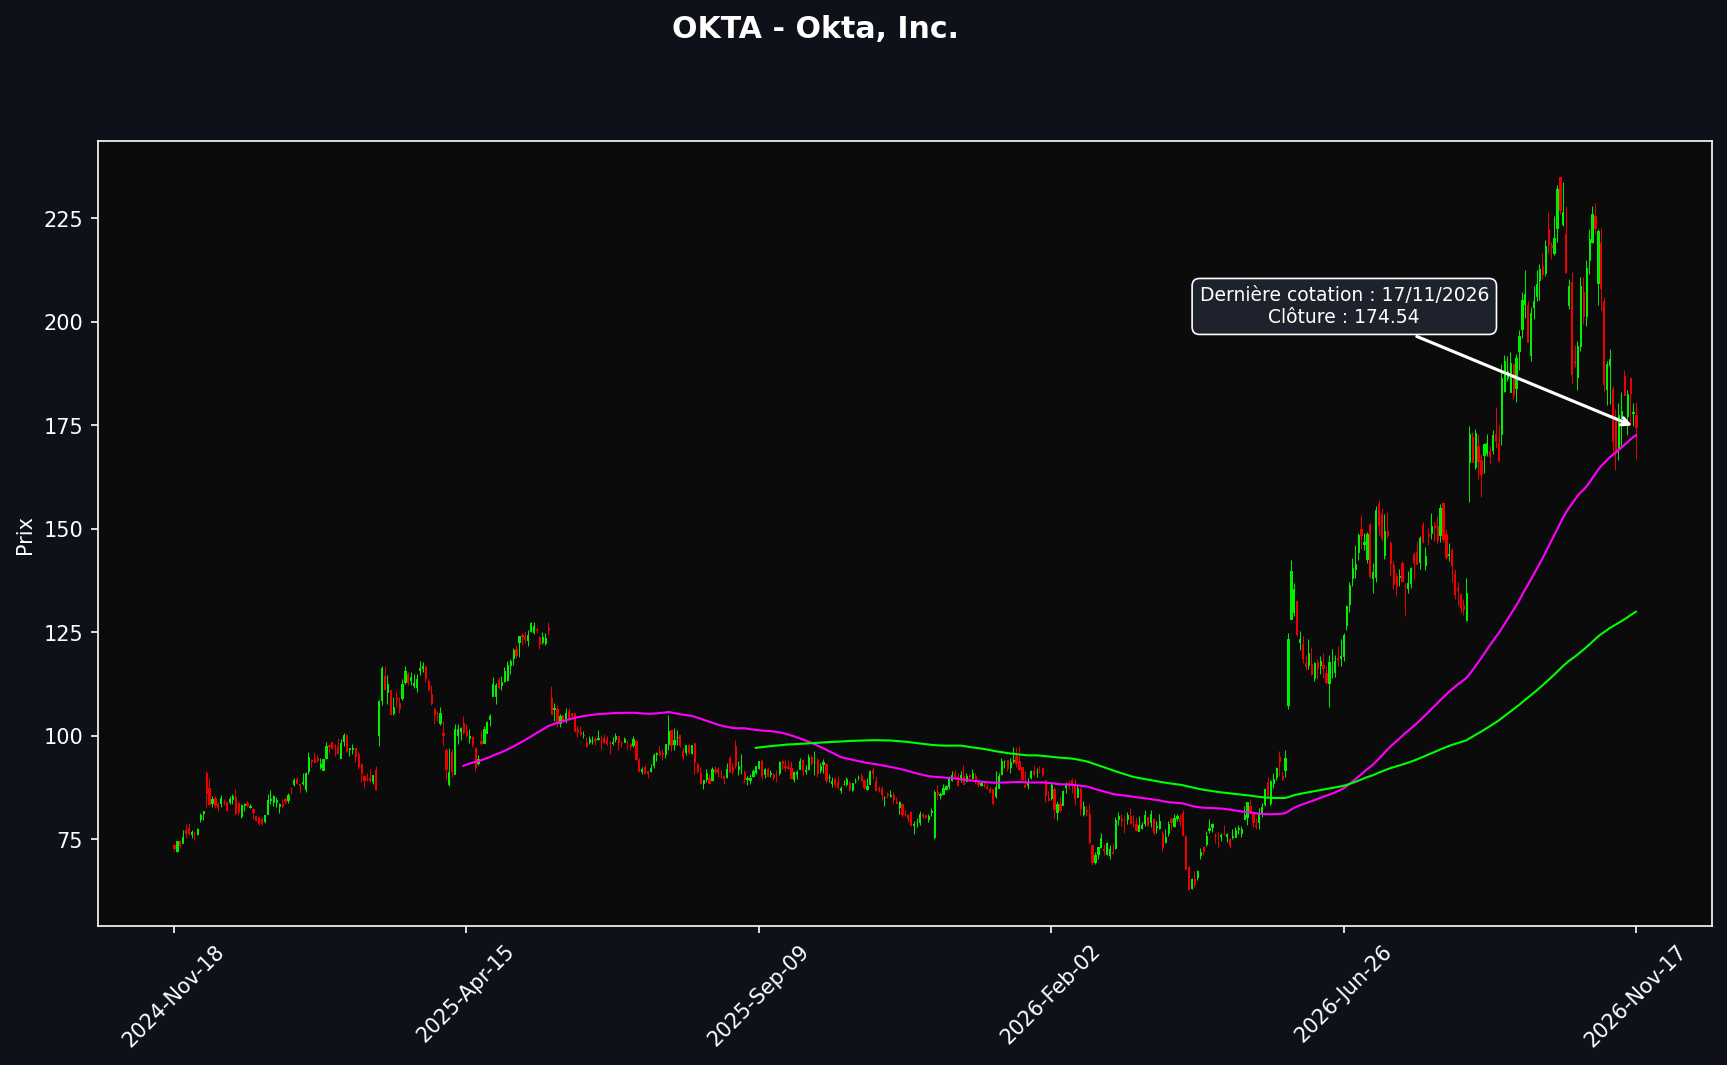 OKTA - Okta, Inc.
225
200
175
150
125
100
75
Prix
Dernière cotation : 17/11/2026
Clôture : 174.54
2024-Nov-18
2025-Apr-15
2025-Sep-09
2026-Feb-02
2026-Jun-26
2026-Nov-17